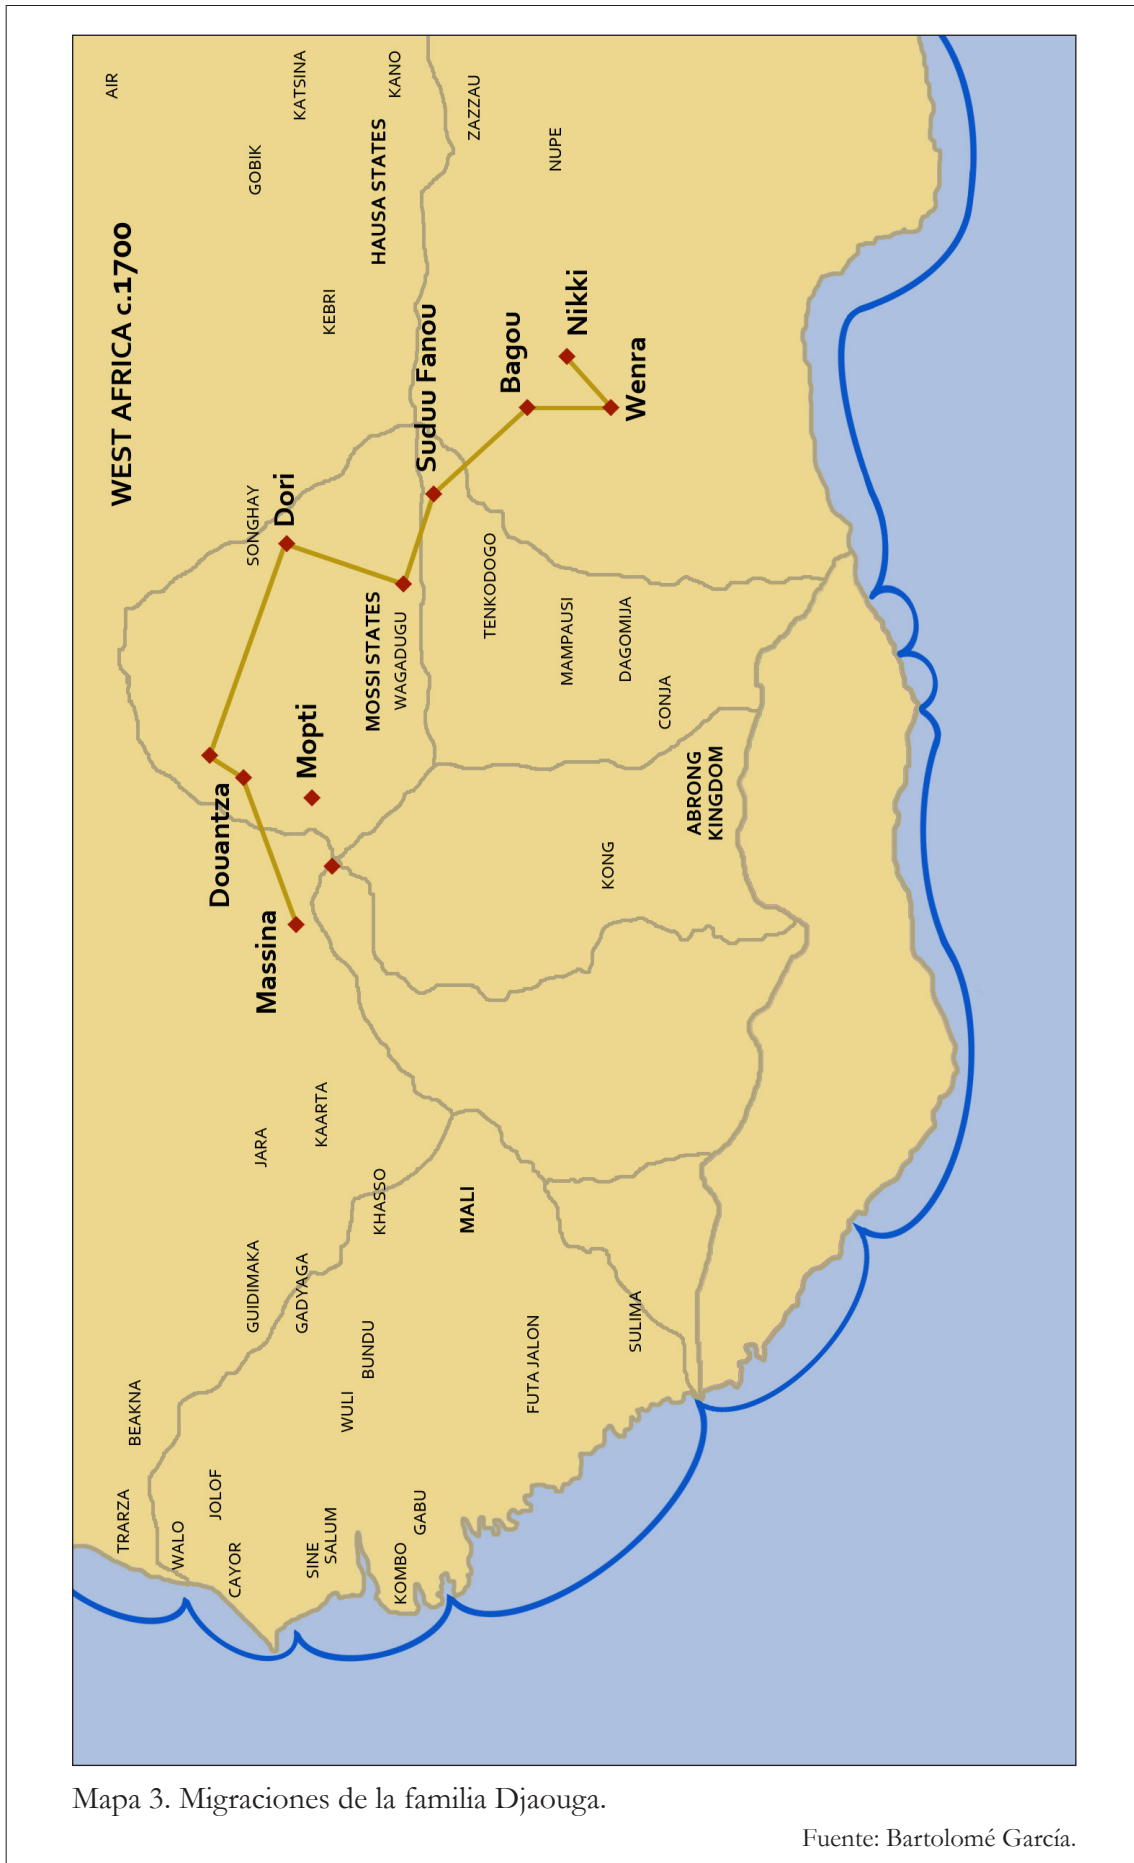 WEST AFRICA c.1700
AIR
KATSINA
KANO
GOBIK
HAUSA STATES
ZAZZAU
NUPE
KEBRI
Nikki
Suduu Fanou
Bagou
Wenra
SONGHAY
Dori
TENKODOGO
MOSSI STATES
WAGADUGU
MAMPAUSI
DAGOMIJA
CONJA
Mopti
ABRONG
KINGDOM
Douantza
KONG
Massina
KAARTA
JARA
KHASSO
MALI
GUIDIMAKA
GADYAGA
SULIMA
BUNDU
FUTA JALON
WULI
BEAKNA
JOLOF
TRARZA
GABU
WALO
CAYOR
SINE
SALUM
KOMBO
Mapa 3. Migraciones de la familia Djaouga.
Fuente: Bartolomé García.